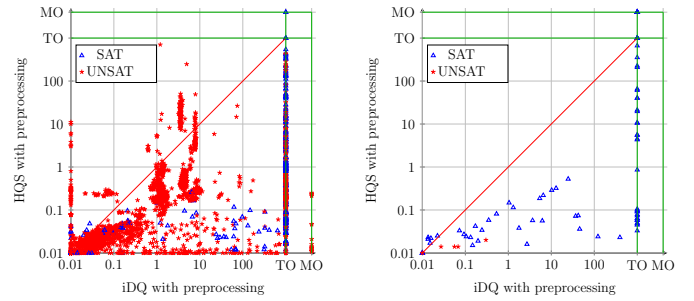 MO
TO
100
10
1
0.1
0.01
HQS with preprocessing
SAT
UNSAT
0.01 0.1 1 10 100 TO MO
iDQ with preprocessing
MO
TO
100
10
1
0.1
0.01
HQS with preprocessing
SAT
UNSAT
0.01 0.1 1 10 100 TO MO
iDQ with preprocessing